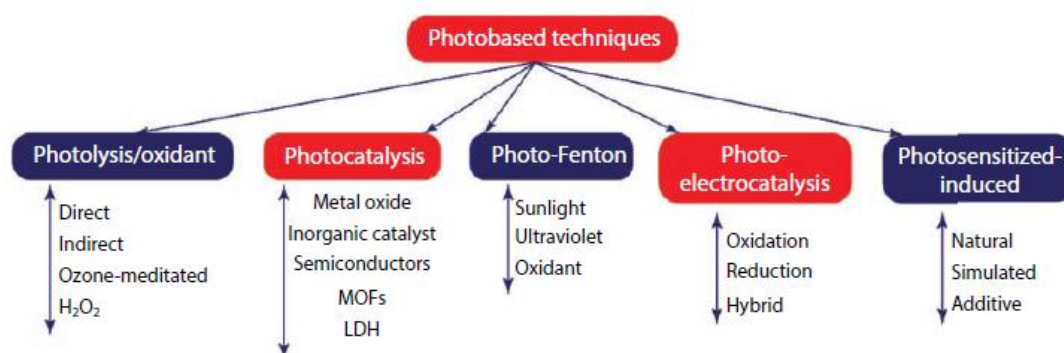 Photobased techniques
Photolysis/oxidant
Direct
Indirect
Ozone-meditated
H₂O₂
Photocatalysis
Metal oxide
Inorganic catalyst
Semiconductors
MOFs
LDH
Photo-Fenton
Sunlight
Ultraviolet
Oxidant
Photo-
electrocatalysis
Oxidation
Reduction
Hybrid
Photosensitized-
induced
Natural
Simulated
Additive